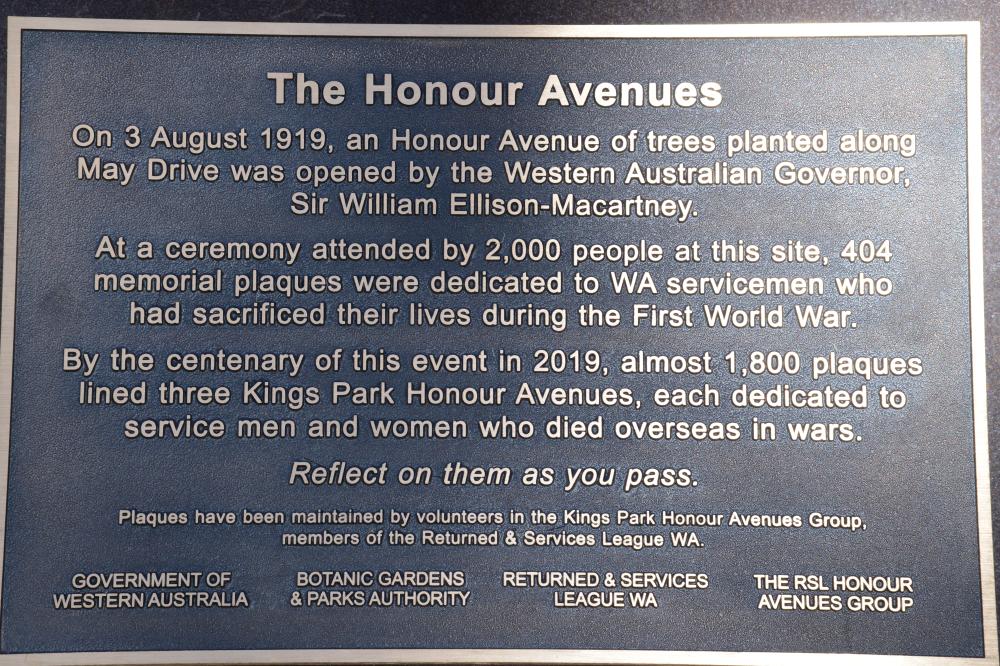 The Honour Avenues
On 3 August 1919, an Honour Avenue of trees planted along
May Drive was opened by the Western Australian Governor,
Sir William Ellison-Macartney.
At a ceremony attended by 2,000 people at this site, 404
memorial plaques were dedicated to WA servicemen who
had sacrificed their lives during the First World War.
By the centenary of this event in 2019, almost 1,800 plaques
lined three Kings Park Honour Avenues, each dedicated to
service men and women who died overseas in wars.
Reflect on them as you pass.
Plaques have been maintained by volunteers in the Kings Park Honour Avenues Group,
members of the Returned & Services League WA.
GOVERNMENT OF
WESTERN AUSTRALIA
BOTANIC GARDENS
& PARKS AUTHORITY
RETURNED & SERVICES
LEAGUE WA
THE RSL HONOUR
AVENUES GROUP